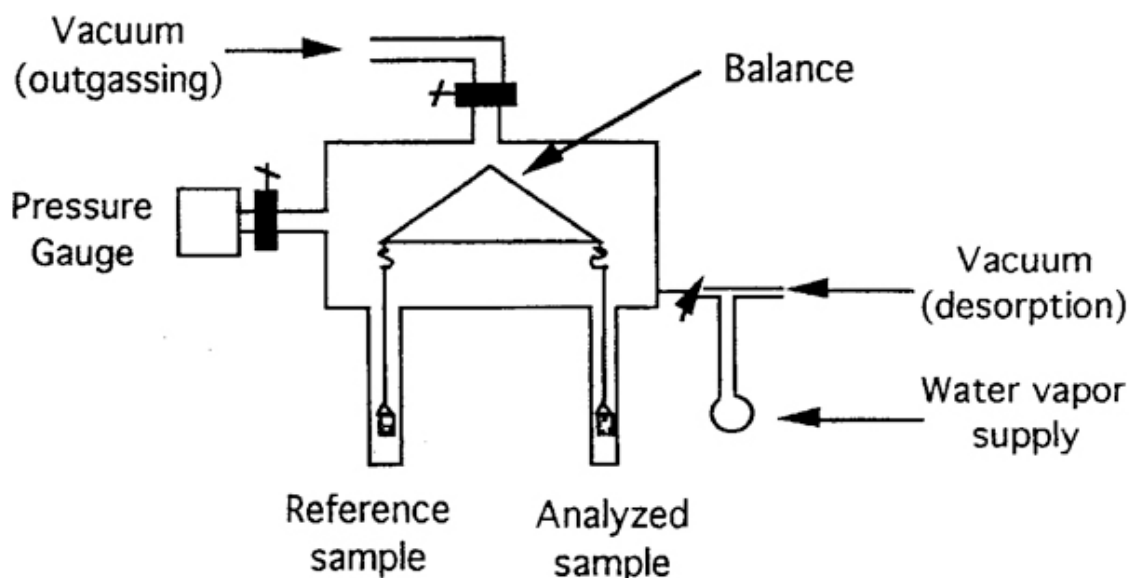 Vacuum
(outgassing)
Balance
Pressure
Gauge
Vacuum
(desorption)
Water vapor
supply
Reference
sample
Analyzed
sample